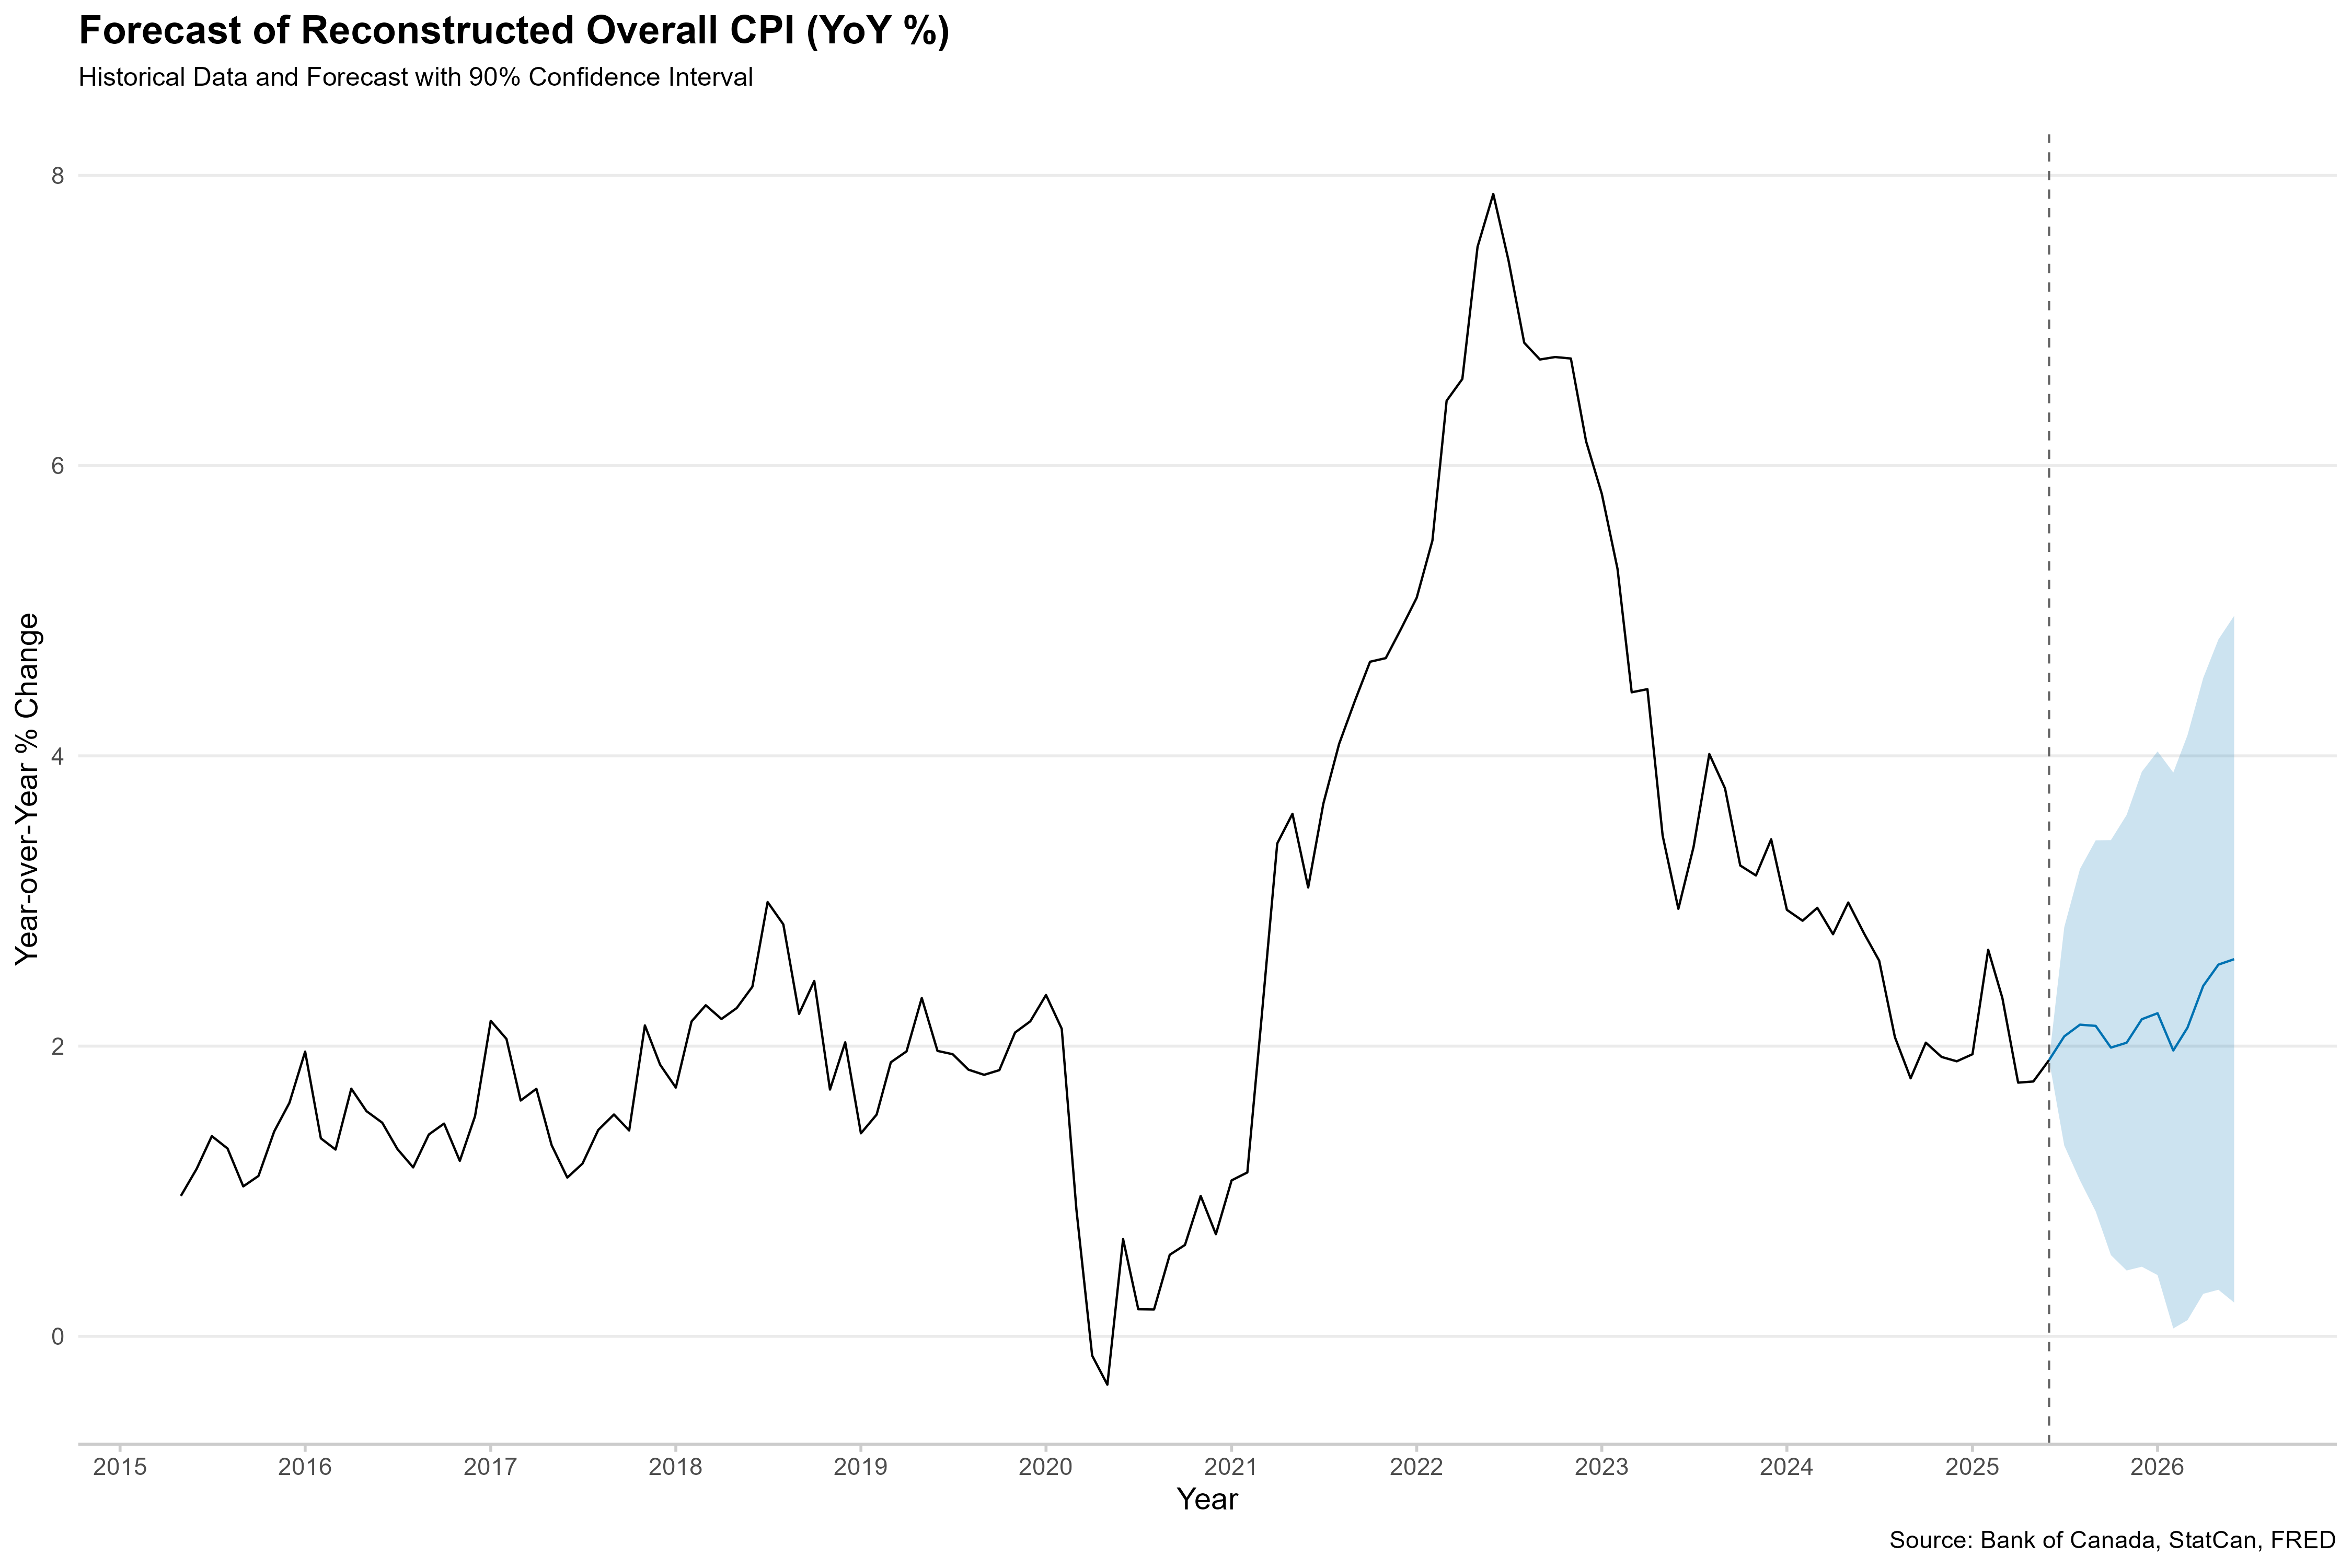 Forecast of Reconstructed Overall CPI (YoY %)
Historical Data and Forecast with 90% Confidence Interval
Year-over-Year % Change
8
6
4
2
0
2015 2016 2017 2018 2019 2020 2021 2022 2023 2024 2025 2026
Year
Source: Bank of Canada, StatCan, FRED